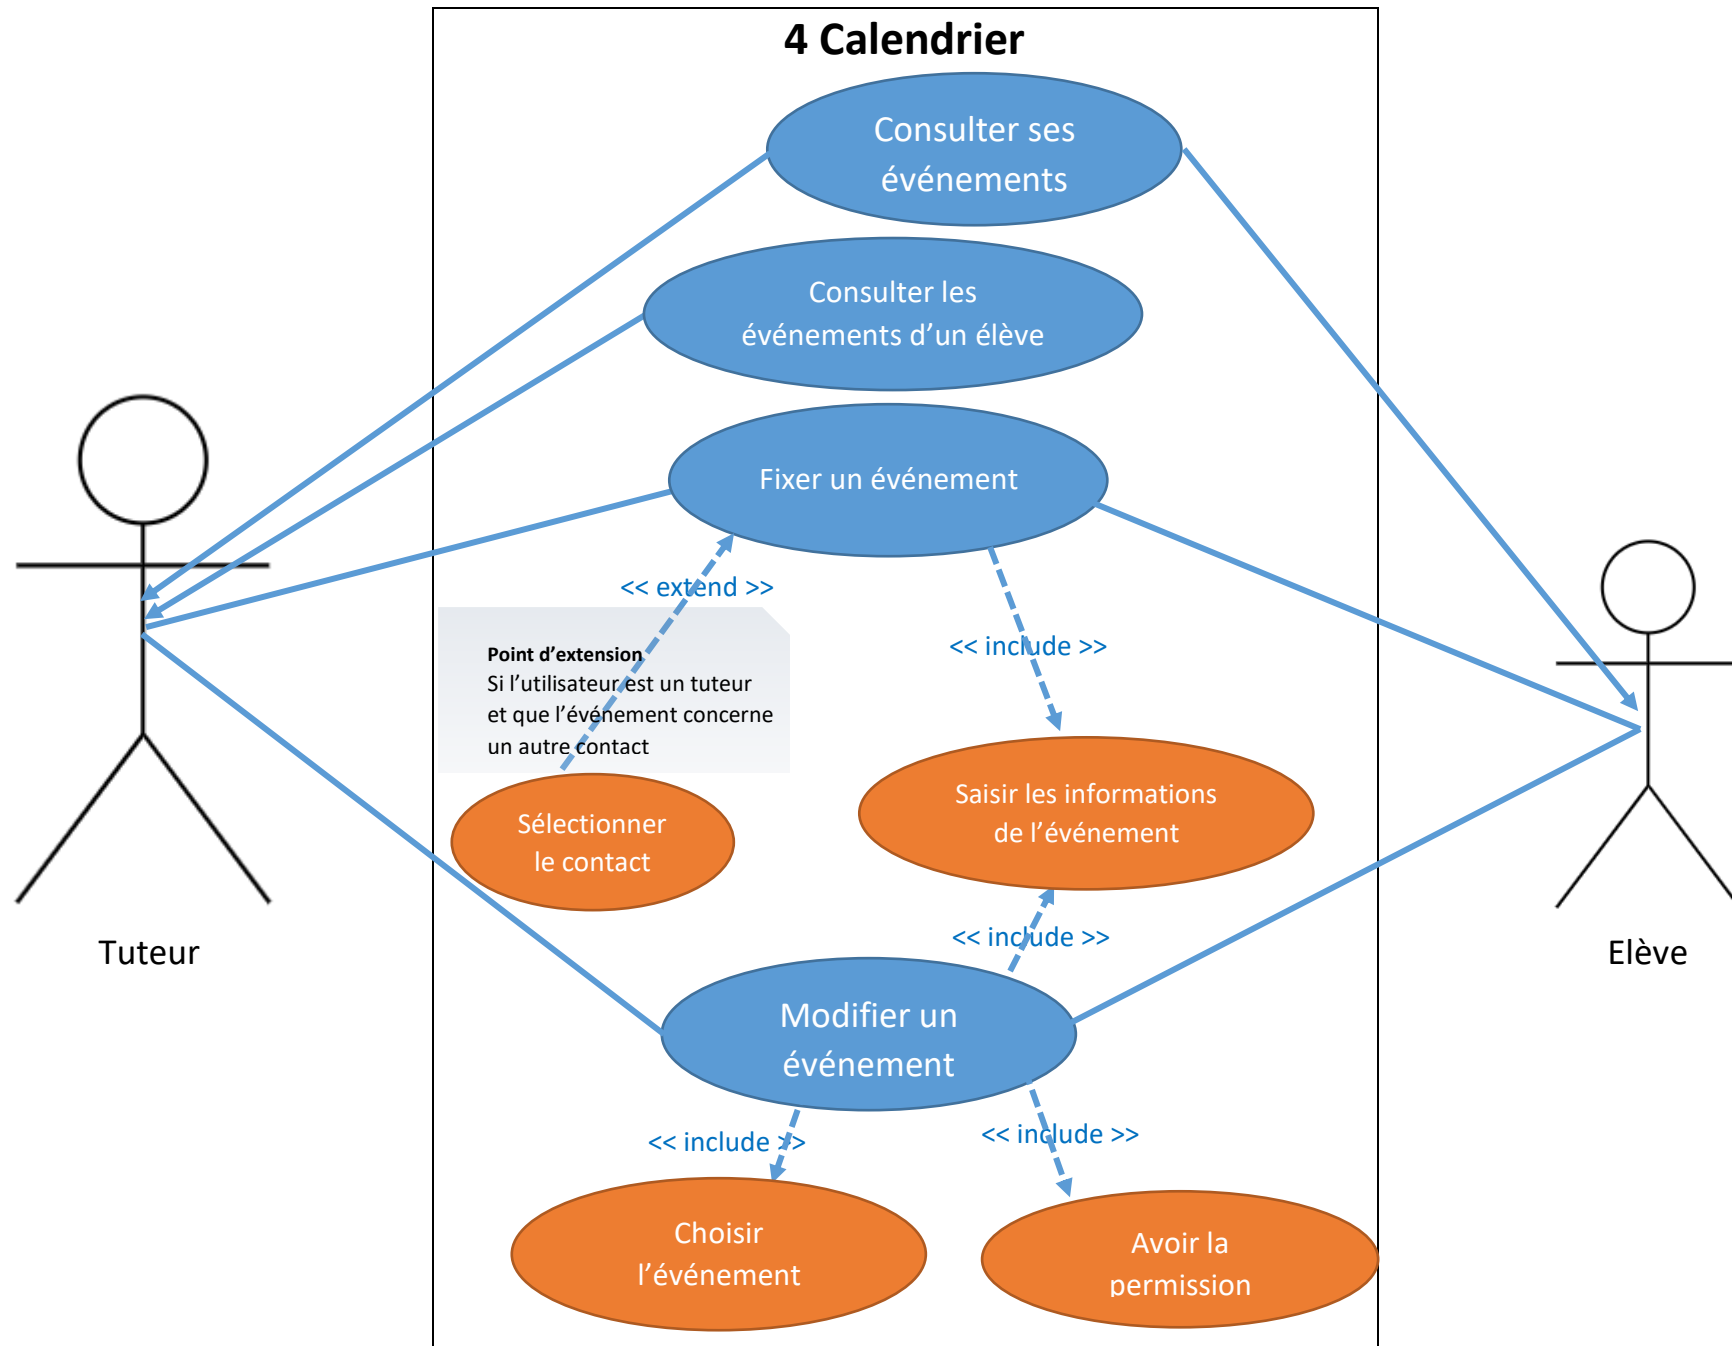 4 Calendrier
Consulter ses
événements
Consulter les
événements d’un élève
Fixer un événement
<< extend >>
<< include >>
Point d’extension
Si l’utilisateur est un tuteur
et que l’événement concerne
un autre contact
Sélectionner
le contact
Saisir les informations
de l’événement
Tuteur
<< include >>
Elève
Modifier un
événement
<< include >>
<< include >>
Choisir
l’événement
Avoir la
permission